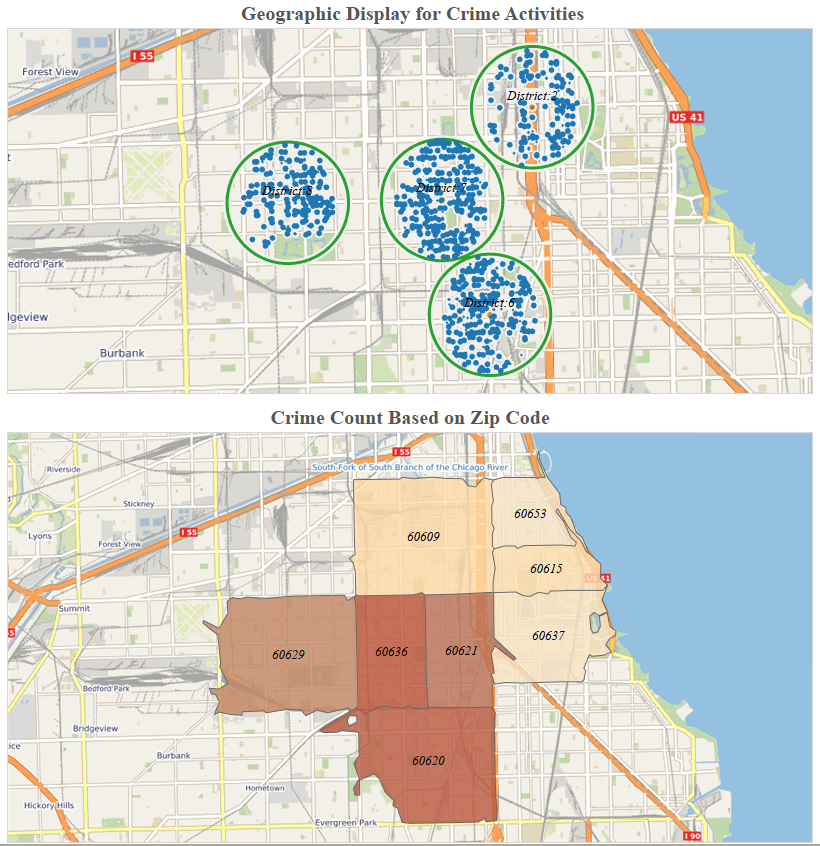 Geographic Display for Crime Activities
I 55
Forest View
District:2
US 41
District:8
District:7
edford Park
District:6
lgeview
Burbank
Crime Count Based on Zip Code
I 55
South Fork of South Branch of the Chicago River
Riverside
Stickney
60653
Lyons
I 55
60609
Forest View
60615
US 41
Summit
60637
60629
60636
60621
Bedford Park
Bridgeview
Burbank
60620
Hometown
Hickory Hills
Evergreen Park
I 90